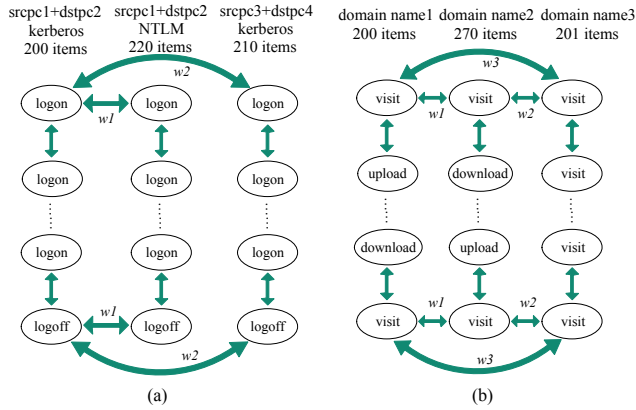 srcpc1+dstpc2 srcpc1+dstpc2 srcpc3+dstpc4
kerberos NTLM kerberos
200 items 220 items 210 items
w2
logon logon logon
w1
logon logon logon
logon logon logon
w1
logoff logoff logoff
w2
(a)
domain name1 domain name2 domain name3
200 items 270 items 201 items
w3
visit visit visit
w1 w2
upload download visit
download upload visit
w1 w2
visit visit visit
w3
(b)